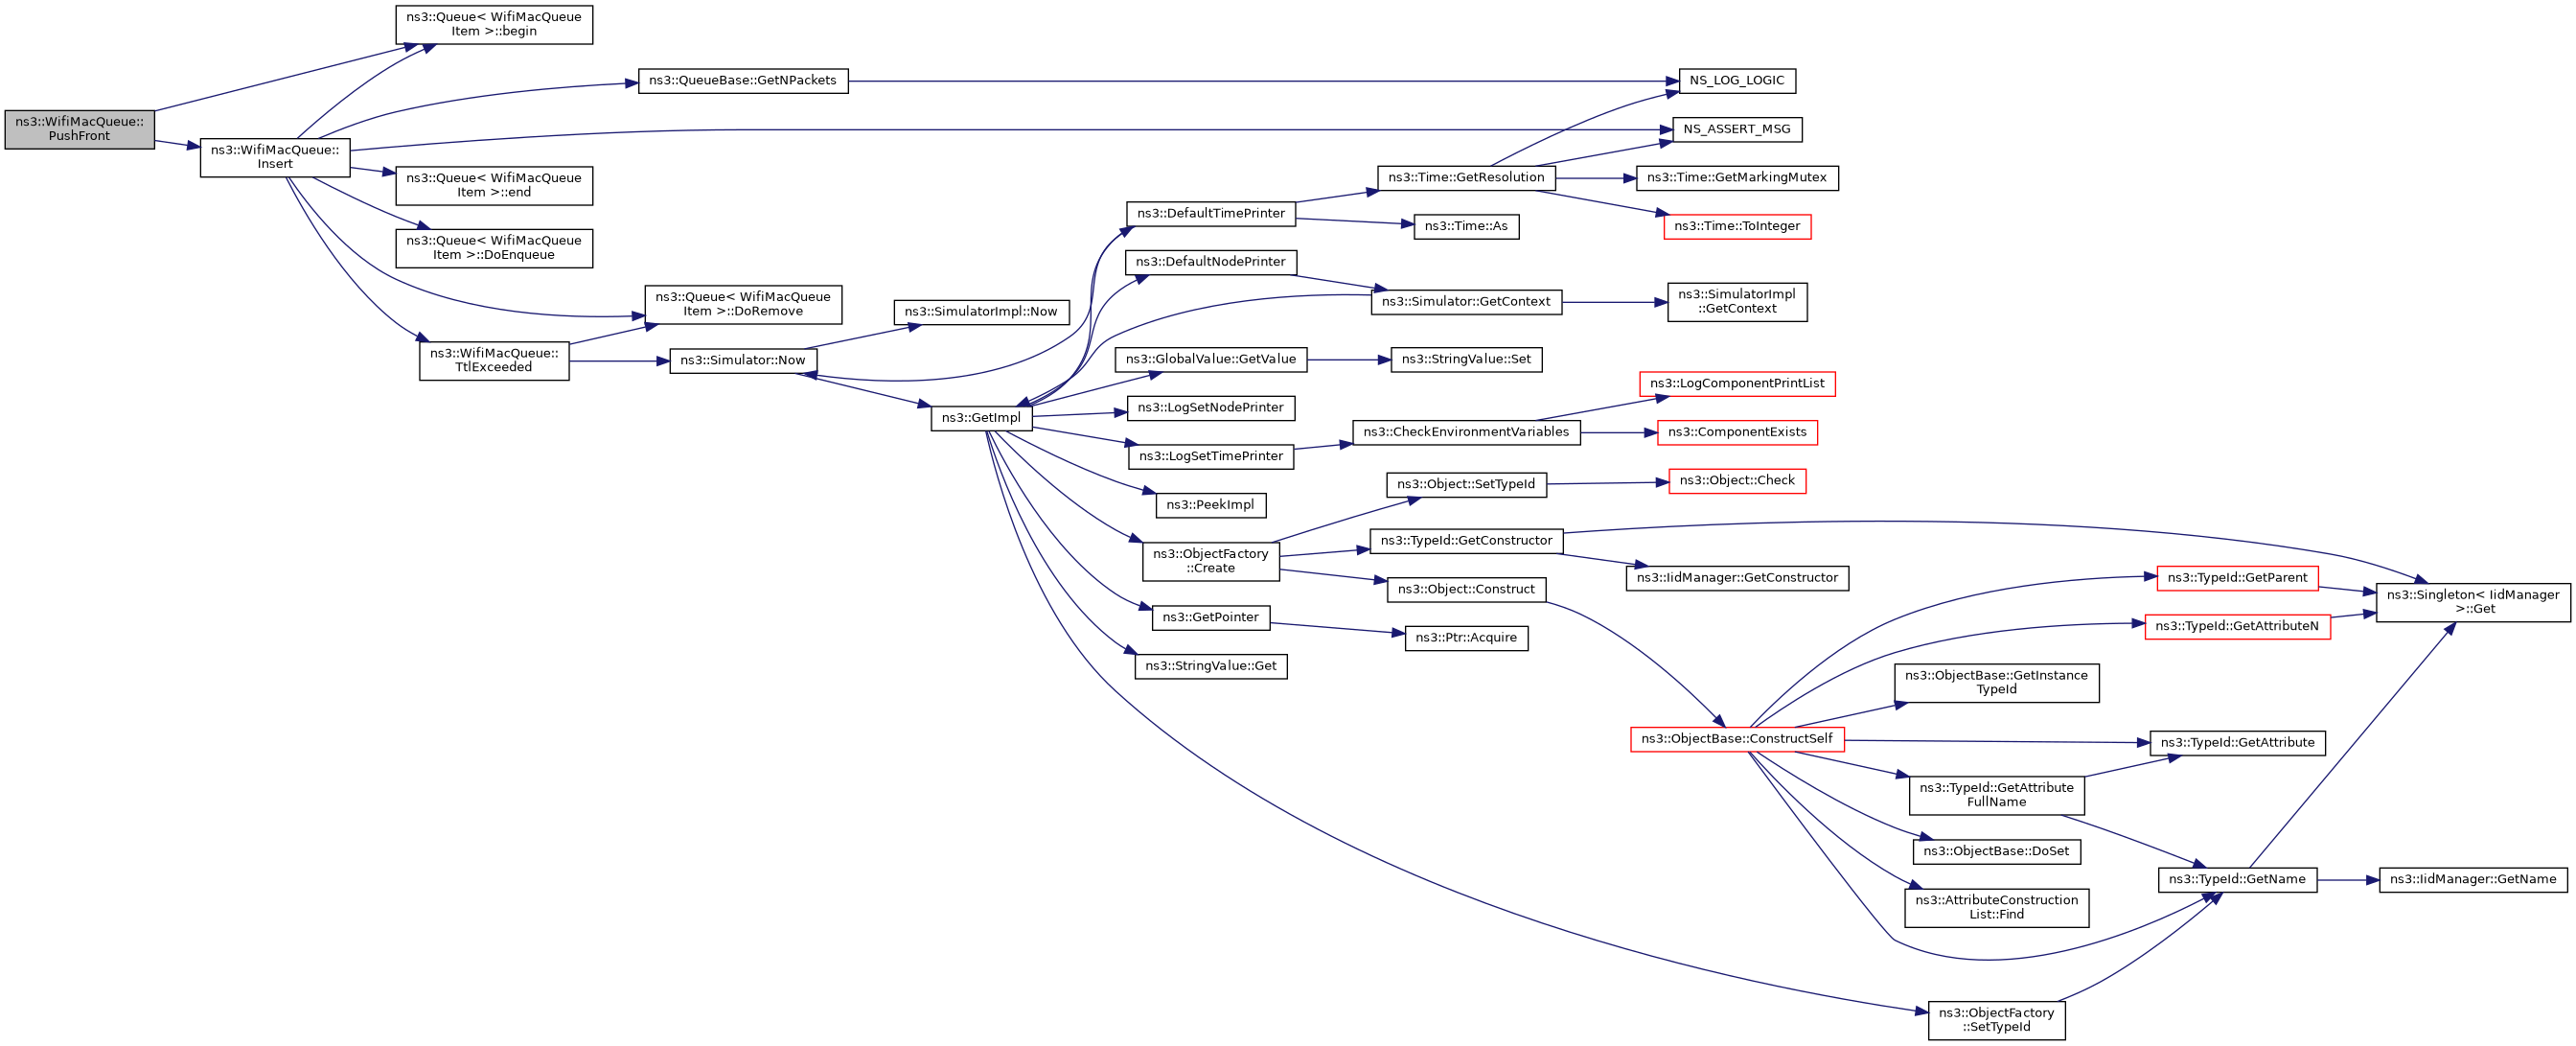 ns3::WifiMacQueue::
PushFront
ns3::Queue< WifiMacQueue
Item >::begin
ns3::WifiMacQueue::
Insert
ns3::QueueBase::GetNPackets
ns3::Queue< WifiMacQueue
Item >::end
ns3::Queue< WifiMacQueue
Item >::DoEnqueue
ns3::Queue< WifiMacQueue
Item >::DoRemove
ns3::WifiMacQueue::
TtlExceeded
ns3::Simulator::Now
ns3::SimulatorImpl::Now
ns3::GetImpl
NS_LOG_LOGIC
NS_ASSERT_MSG
ns3::Time::GetResolution
ns3::Time::GetMarkingMutex
ns3::DefaultTimePrinter
ns3::Time::As
ns3::Time::ToInteger
ns3::DefaultNodePrinter
ns3::Simulator::GetContext
ns3::SimulatorImpl
::GetContext
ns3::GlobalValue::GetValue
ns3::StringValue::Set
ns3::LogSetNodePrinter
ns3::LogComponentPrintList
ns3::CheckEnvironmentVariables
ns3::ComponentExists
ns3::LogSetTimePrinter
ns3::PeekImpl
ns3::Object::SetTypeId
ns3::Object::Check
ns3::ObjectFactory
::Create
ns3::TypeId::GetConstructor
ns3::IidManager::GetConstructor
ns3::Object::Construct
ns3::GetPointer
ns3::Ptr::Acquire
ns3::StringValue::Get
ns3::TypeId::GetParent
ns3::Singleton< IidManager
>::Get
ns3::TypeId::GetAttributeN
ns3::ObjectBase::GetInstance
TypeId
ns3::ObjectBase::ConstructSelf
ns3::TypeId::GetAttribute
ns3::TypeId::GetAttribute
FullName
ns3::ObjectBase::DoSet
ns3::TypeId::GetName
ns3::IidManager::GetName
ns3::AttributeConstruction
List::Find
ns3::ObjectFactory
::SetTypeId